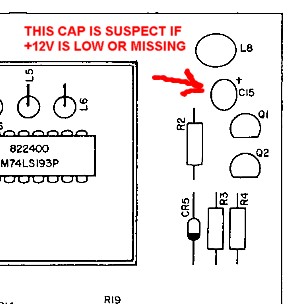 THIS CAP IS SUSPECT IF
+12V IS LOW OR MISSING
L8
+
C15
L5
L6
Q1
R2
822400
M74LS193P
Q2
CR5
R3
R4
R19